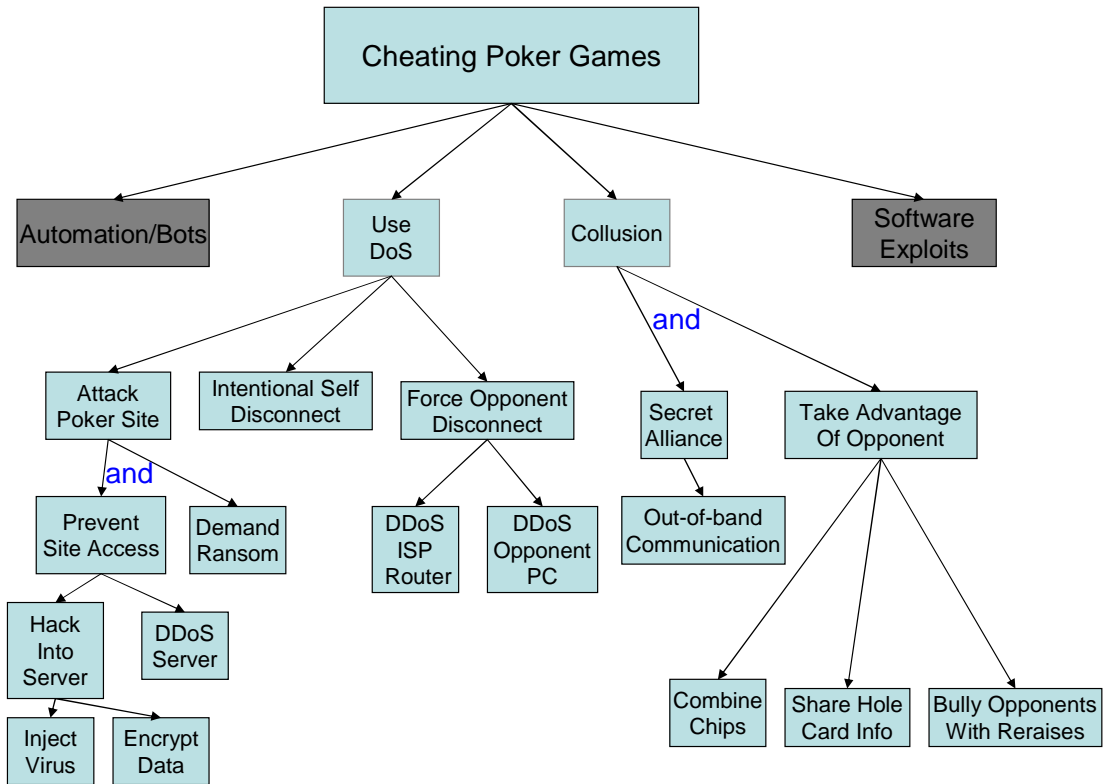 Cheating Poker Games
Automation/Bots
Use
DoS
Collusion
Software
Exploits
and
Attack
Poker Site
Intentional Self
Disconnect
Force Opponent
Disconnect
Secret
Alliance
Take Advantage
Of Opponent
and
Prevent
Site Access
Demand
Ransom
DDoS
ISP
Router
DDoS
Opponent
PC
Out-of-band
Communication
Hack
Into
Server
DDoS
Server
Combine
Chips
Share Hole
Card Info
Bully Opponents
With Reraises
Inject
Virus
Encrypt
Data